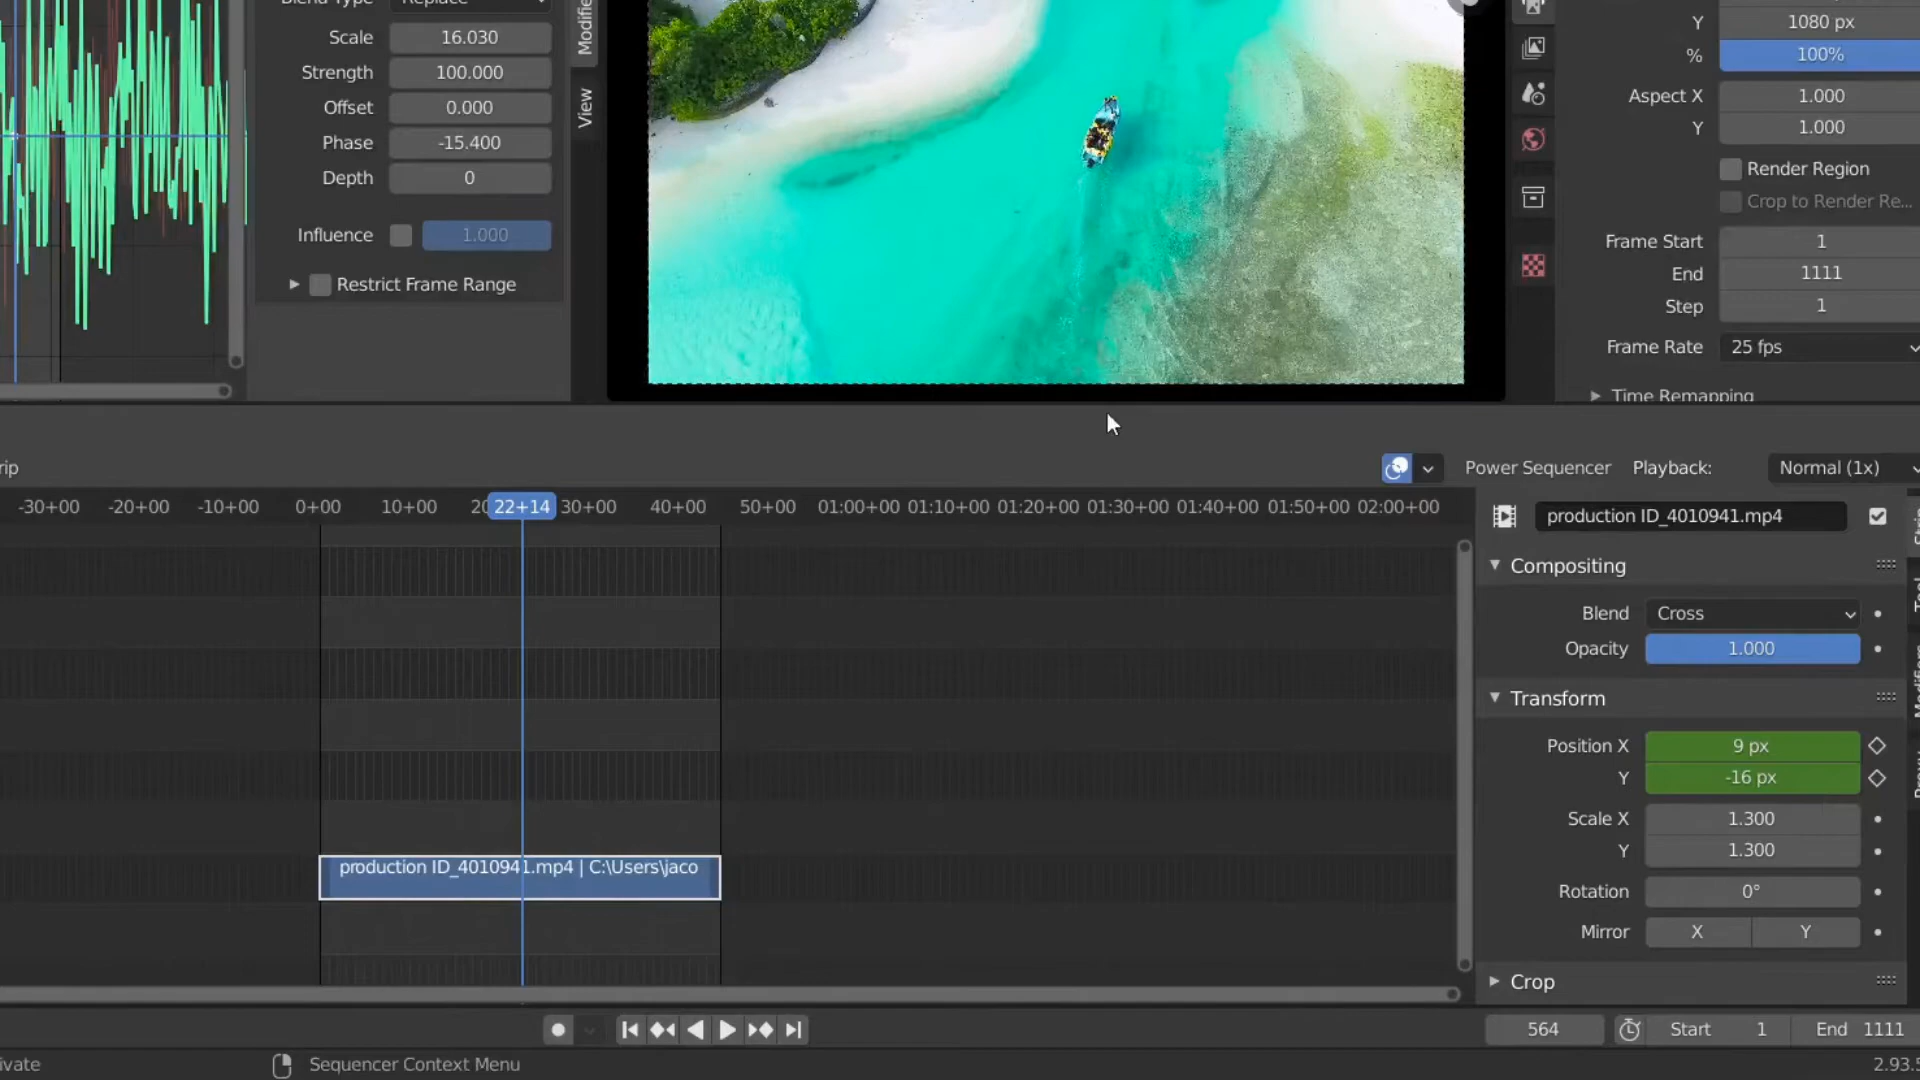 Scale 16.030
Strength 100.000
Offset 0.000
Phase -15.400
Depth 0
Influence 1.000
Restrict Frame Range
View
Y 1080 px
% 100%
Aspect X 1.000
Y 1.000
Render Region
Crop to Render Re...
Frame Start 1
End 1111
Step 1
Frame Rate 25 fps
Time Remapping
rip
Power Sequencer Playback: Normal (1x)
-30+00 -20+00 -10+00 0+00 10+00 20 22+14 30+00 40+00 50+00 01:00+00 01:10+00 01:20+00 01:30+00 01:40+00 01:50+00 02:00+00
production ID_4010941.mp4
Compositing
Blend Cross
Opacity 1.000
Transform
Position X 9 px
Y -16 px
Scale X 1.300
Y 1.300
Rotation 0°
Mirror X Y
Crop
production ID_4010941.mp4 | C:\Users\jaco
564 Start 1 End 1111
ivate
Sequencer Context Menu
2.93.5